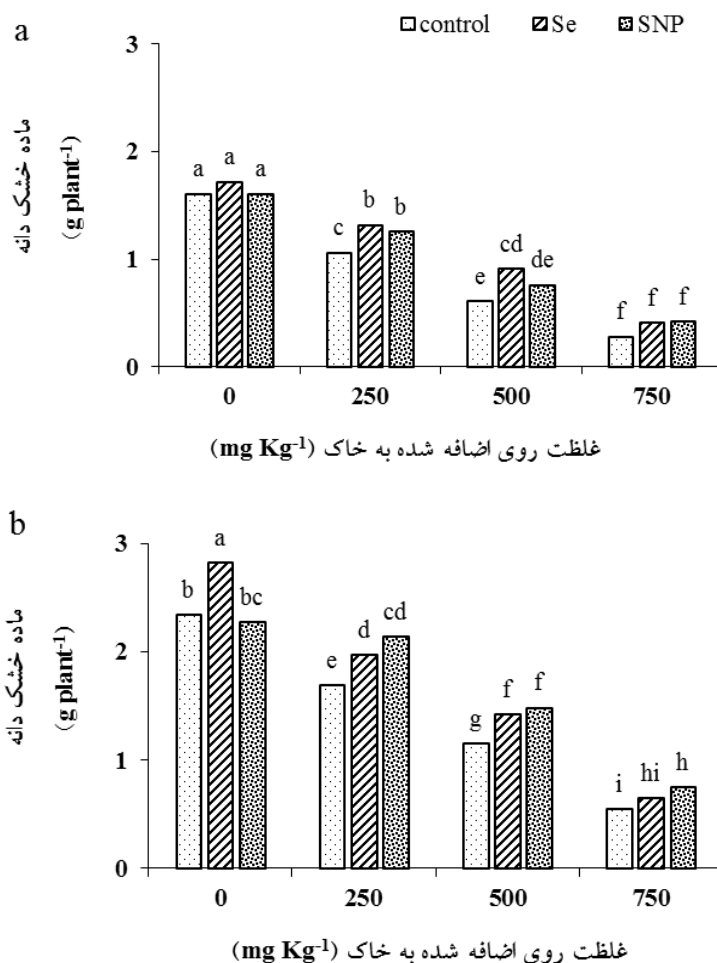 a
control Se SNP
ماده خشک دانه
(g plant-1)
3
2
1
0
a a a
c b b
e cd de
f f f
0 250 500 750
غلظت روی اضافه شده به خاک (mg Kg-1)
b
ماده خشک دانه
(g plant-1)
3
2
1
0
b a bc
e d cd
g f f
i hi h
0 250 500 750
غلظت روی اضافه شده به خاک (mg Kg-1)